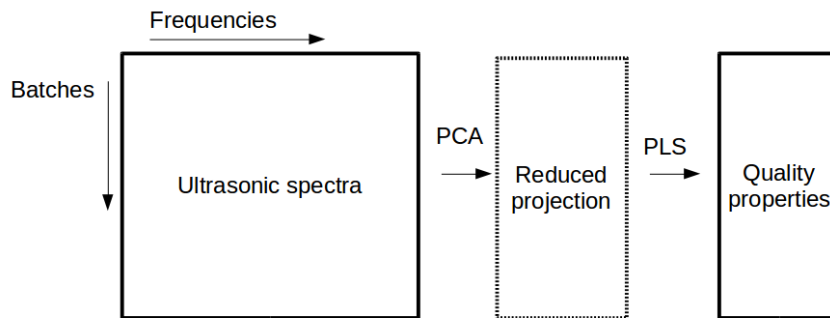 Frequencies
Batches
Ultrasonic spectra
PCA
Reduced
projection
PLS
Quality
properties